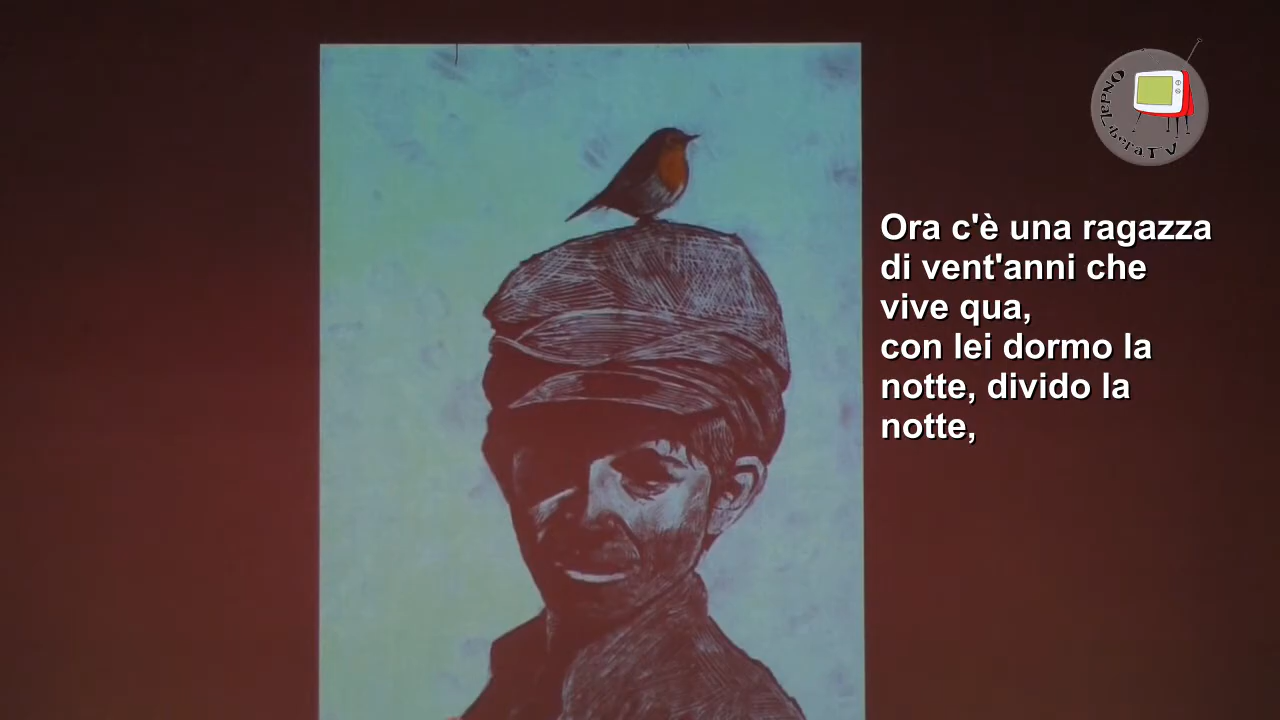 OndaLiberaTV
Ora c'è una ragazza
di vent'anni che
vive qua,
con lei dormo la
notte, divido la
notte,